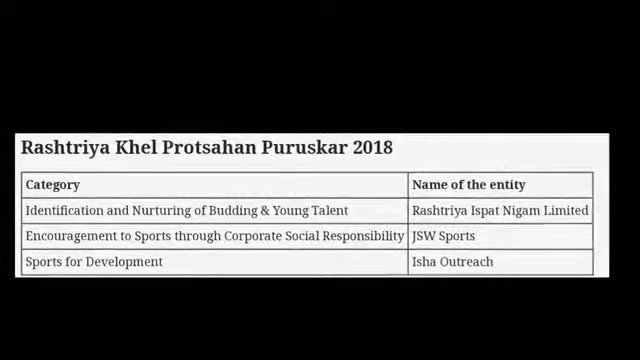 Rashtriya Khel Protsahan Puruskar 2018
Category Name of the entity
Identification and Nurturing of Budding & Young Talent Rashtriya Ispat Nigam Limited
Encouragement to Sports through Corporate Social Responsibility JSW Sports
Sports for Development Isha Outreach